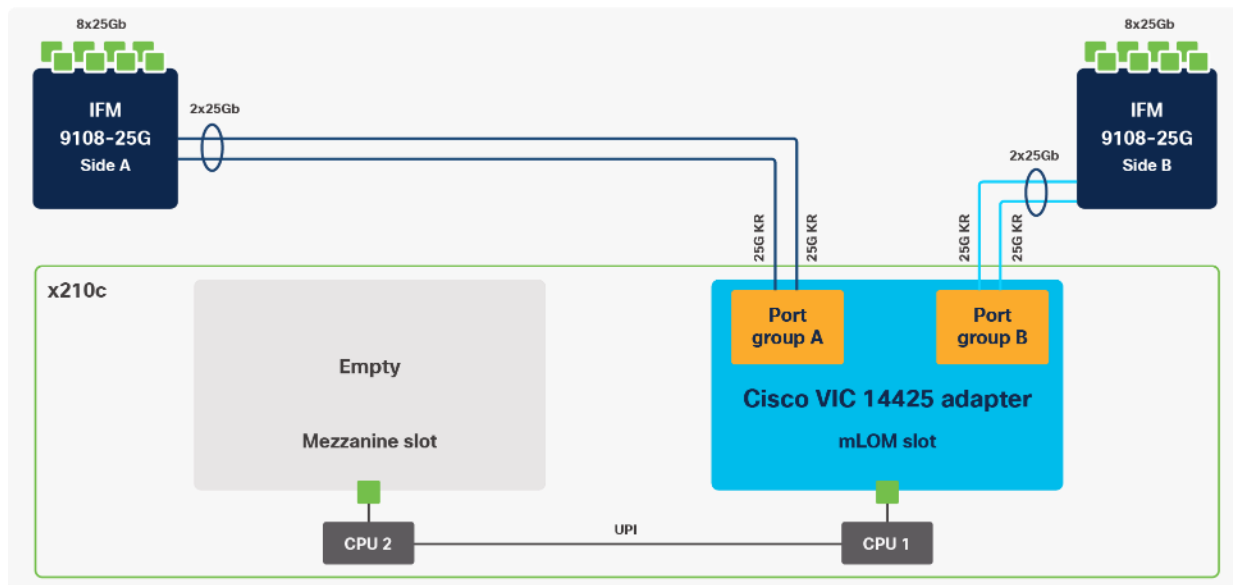 8x25Gb
8x25Gb
IFM
9108-25G
Side A
IFM
9108-25G
Side B
2x25Gb
2x25Gb
25G KR
25G KR
25G KR
25G KR
x210c
Port
group A
Port
group B
Empty
Cisco VIC 14425 adapter
Mezzanine slot
mLOM slot
UPI
CPU 2
CPU 1